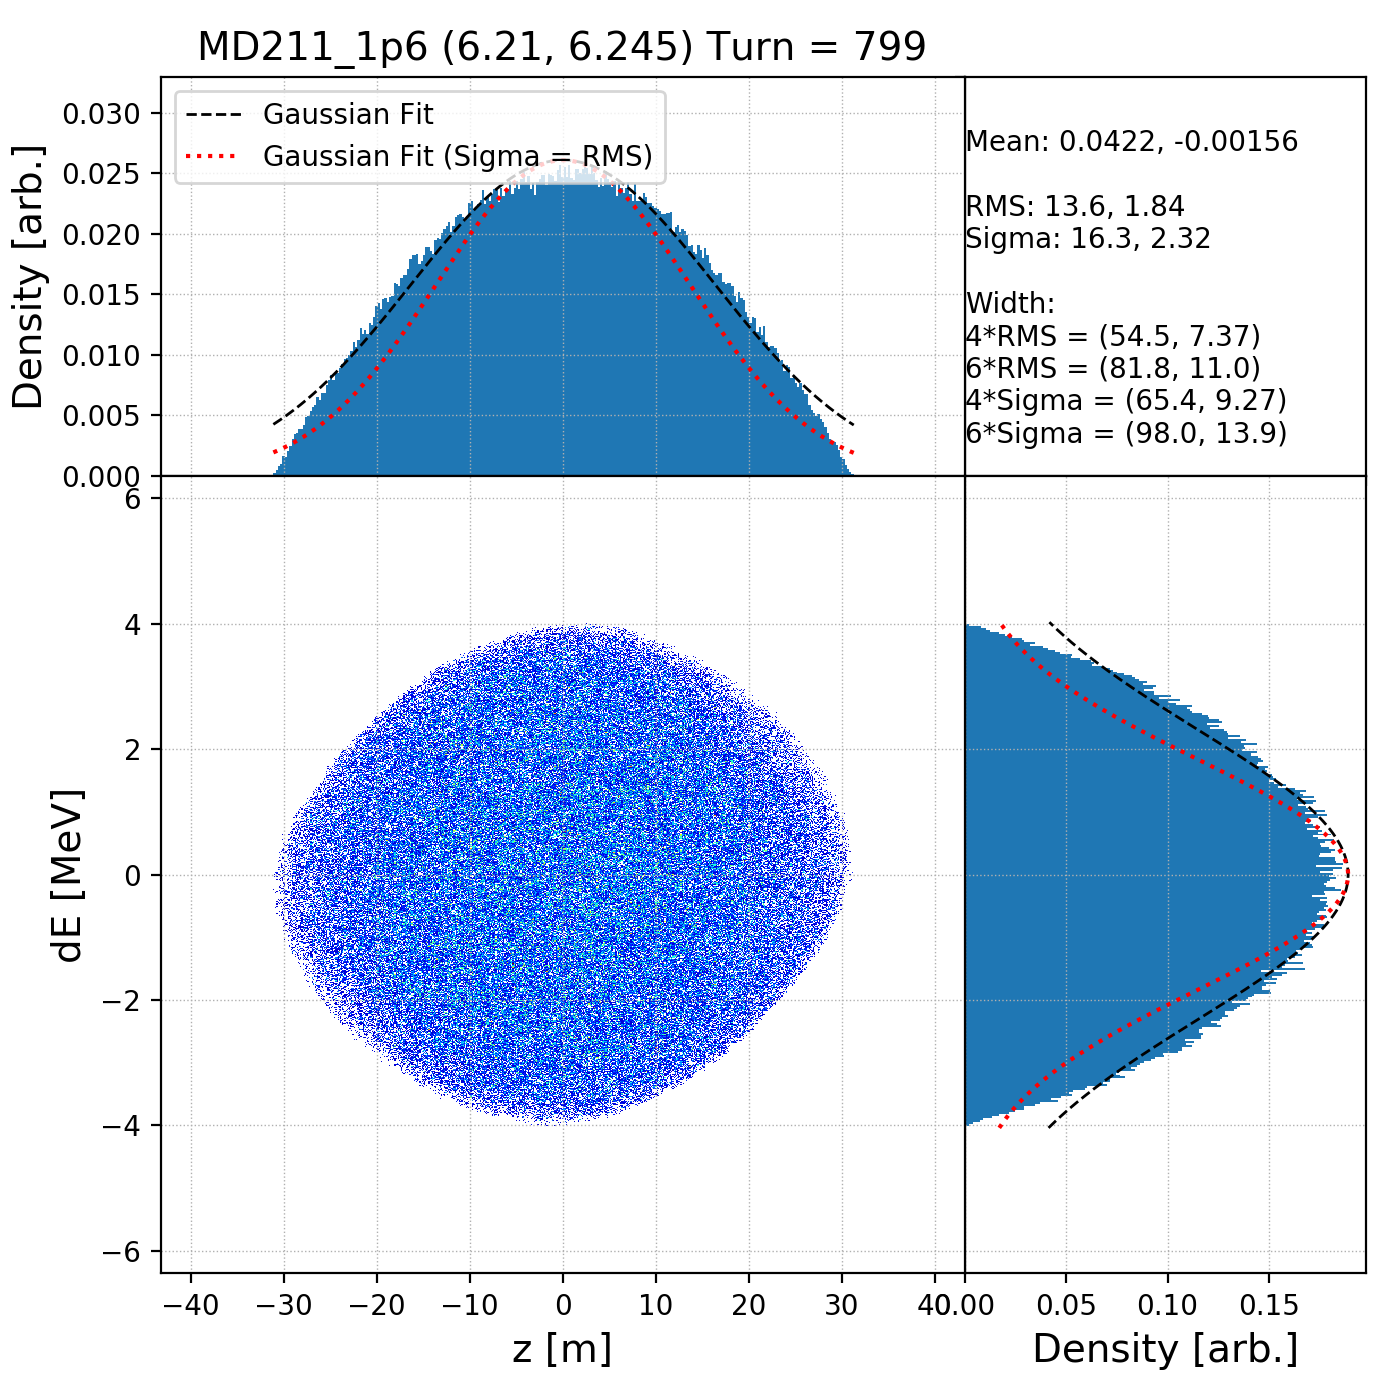 MD211_1p6 (6.21, 6.245) Turn = 799
Gaussian Fit
Gaussian Fit (Sigma = RMS)
Density [arb.]
0.030
0.025
0.020
0.015
0.010
0.005
0.000
Mean: 0.0422, -0.00156
RMS: 13.6, 1.84
Sigma: 16.3, 2.32
Width:
4*RMS = (54.5, 7.37)
6*RMS = (81.8, 11.0)
4*Sigma = (65.4, 9.27)
6*Sigma = (98.0, 13.9)
dE [MeV]
6
4
2
0
−2
−4
−6
−40 −30 −20 −10 0 10 20 30 40
z [m]
0.00 0.05 0.10 0.15
Density [arb.]